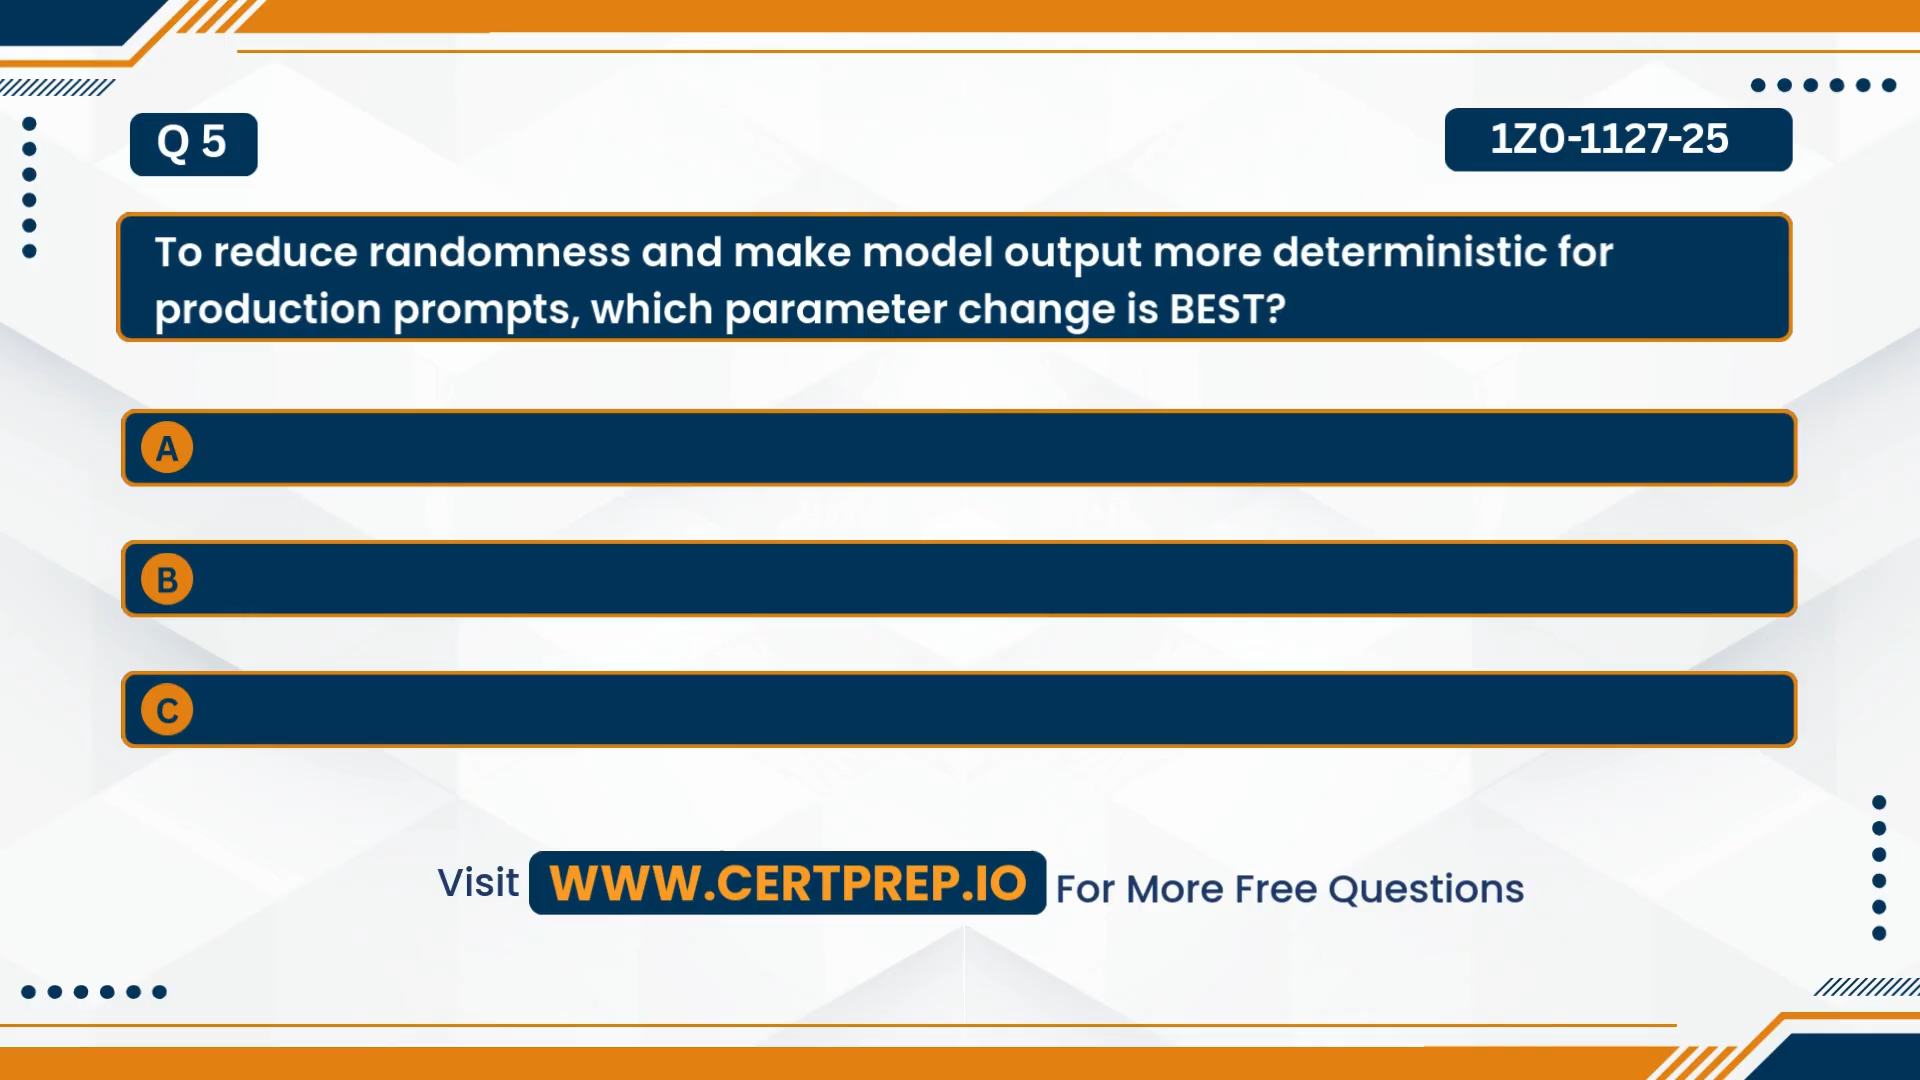 Q 5
1Z0-1127-25
To reduce randomness and make model output more deterministic for
production prompts, which parameter change is BEST?
A
B
C
Visit WWW.CERTPREP.IO For More Free Questions